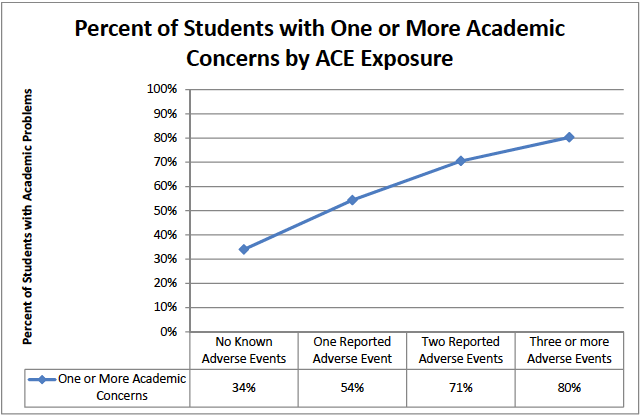 Percent of Students with One or More Academic
Concerns by ACE Exposure
Percent of Students with Academic Problems
100%
90%
80%
70%
60%
50%
40%
30%
20%
10%
0%
No Known
Adverse Events
One Reported
Adverse Event
Two Reported
Adverse Events
Three or more
Adverse Events
One or More Academic
Concerns
34%
54%
71%
80%